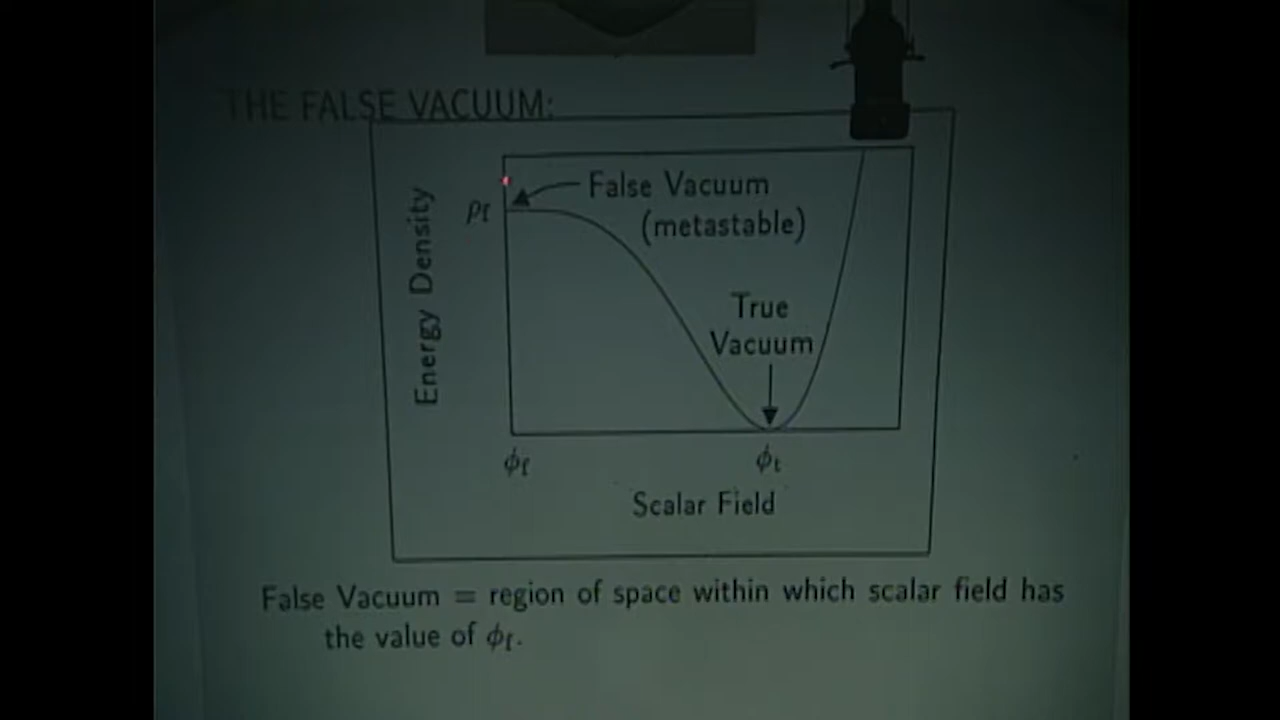 THE FALSE VACUUM:
False Vacuum
(metastable)
ρf
Energy Density
True
Vacuum
ϕf
ϕt
Scalar Field
False Vacuum = region of space within which scalar field has
the value of ϕf.